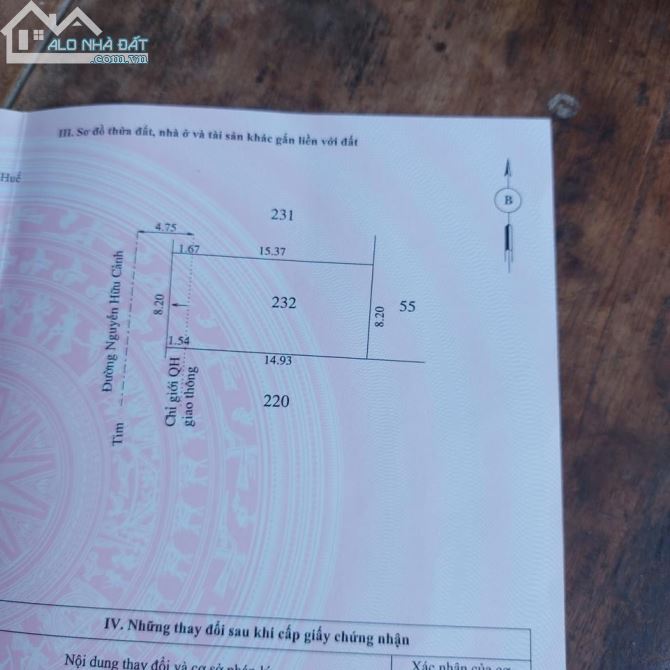 ALO NHÀ ĐẤT
.com.vn
III. Sơ đồ thửa đất, nhà ở và tài sản khác gắn liền với đất
Huế
B
231
4.75
1.67
15.37
Tim Đường Nguyễn Hữu Cảnh
8.20
232
8.20
55
1.54
14.93
Chỉ giới QH
giao thông
220
IV. Những thay đổi sau khi cấp giấy chứng nhận
Nội dung thay đổi và cơ sở pháp lý
Xác nhận của cơ